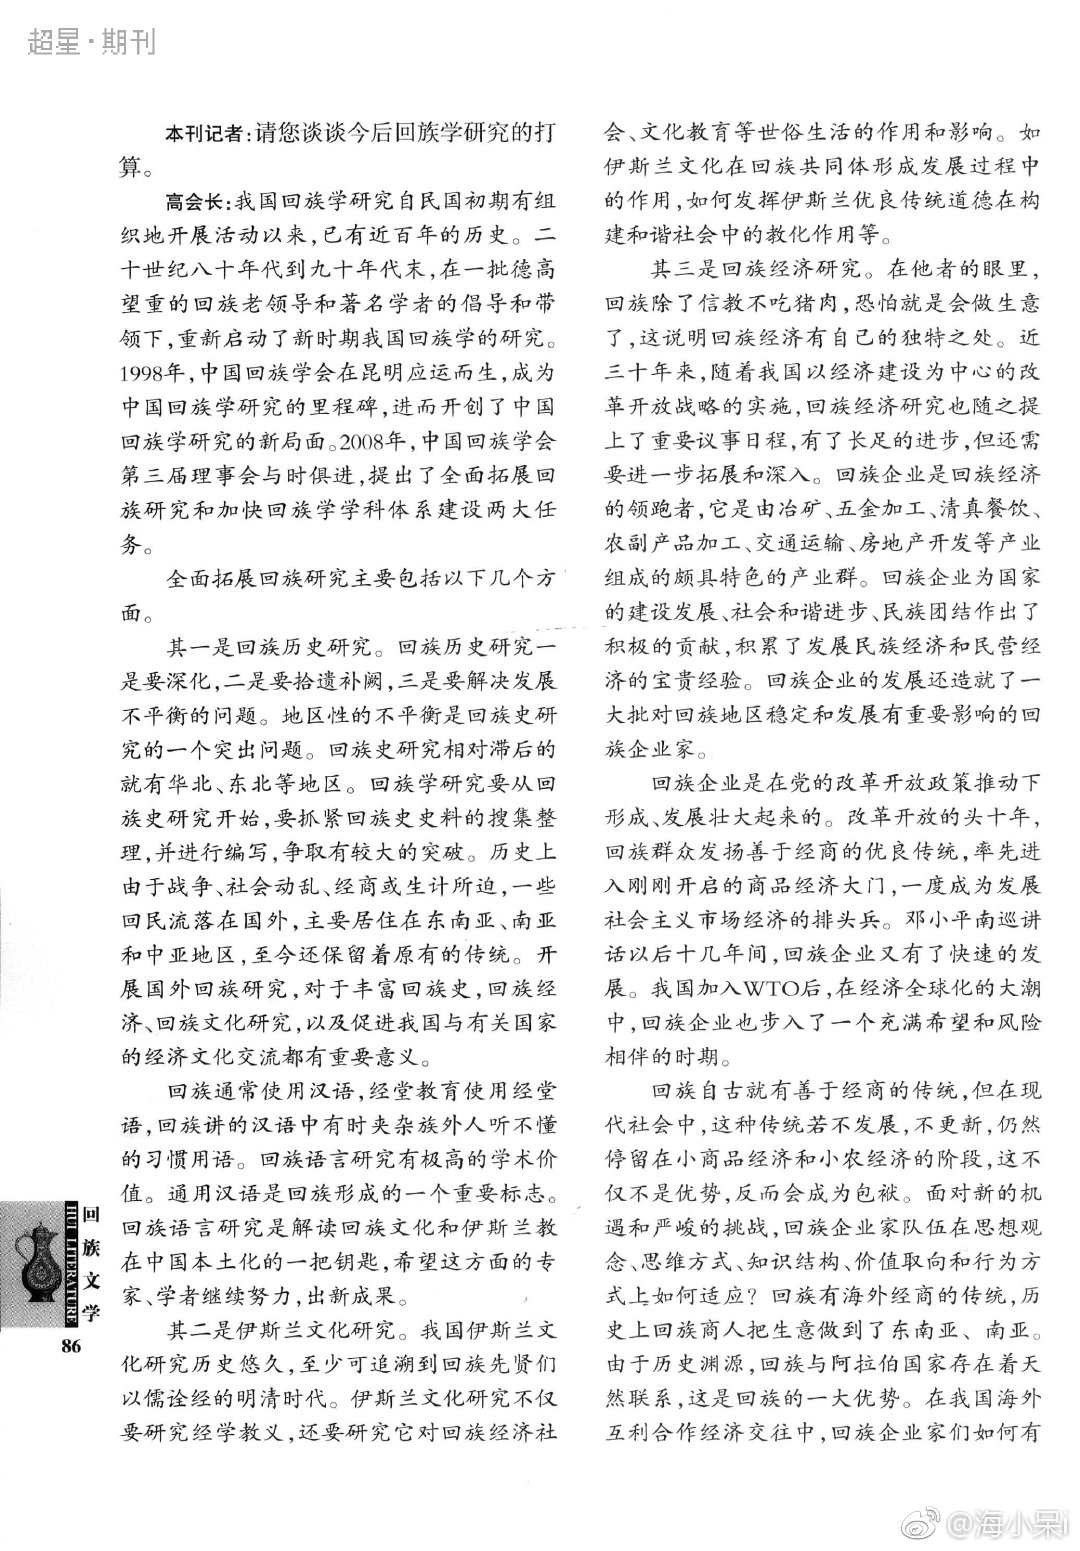 超星·期刊
本刊记者:请您谈谈今后回族学研究的打
算。
高会长:我国回族学研究自民国初期有组
织地开展活动以来,已有近百年的历史。二
十世纪八十年代到九十年代末,在一批德高
望重的回族老领导和著名学者的倡导和带
领下,重新启动了新时期我国回族学的研究。
1998年,中国回族学会在昆明应运而生,成为
中国回族学研究的里程碑,进而开创了中国
回族学研究的新局面。2008年,中国回族学会
第三届理事会与时俱进,提出了全面拓展回
族研究和加快回族学学科体系建设两大任
务。
全面拓展回族研究主要包括以下几个方
面。
其一是回族历史研究。回族历史研究一
是要深化,二是要拾遗补阙,三是要解决发展
不平衡的问题。地区性的不平衡是回族史研
究的一个突出问题。回族史研究相对滞后的
就有华北、东北等地区。回族学研究要从回
族史研究开始,要抓紧回族史史料的搜集整
理,并进行编写,争取有较大的突破。历史上
由于战争、社会动乱、经商或生计所迫,一些
回民流落在国外,主要居住在东南亚、南亚
和中亚地区,至今还保留着原有的传统。开
展国外回族研究,对于丰富回族史,回族经
济、回族文化研究,以及促进我国与有关国家
的经济文化交流都有重要意义。
回族通常使用汉语,经堂教育使用经堂
语,回族讲的汉语中有时夹杂族外人听不懂
的习惯用语。回族语言研究有极高的学术价
值。通用汉语是回族形成的一个重要标志。
回族语言研究是解读回族文化和伊斯兰教
在中国本土化的一把钥匙,希望这方面的专
家、学者继续努力,出新成果。
其二是伊斯兰文化研究。我国伊斯兰文
化研究历史悠久,至少可追溯到回族先贤们
以儒诠经的明清时代。伊斯兰文化研究不仅
要研究经学教义,还要研究它对回族经济社
会、文化教育等世俗生活的作用和影响。如
伊斯兰文化在回族共同体形成发展过程中
的作用,如何发挥伊斯兰优良传统道德在构
建和谐社会中的教化作用等。
其三是回族经济研究。在他者的眼里,
回族除了信教不吃猪肉,恐怕就是会做生意
了,这说明回族经济有自己的独特之处。近
三十年来,随着我国以经济建设为中心的改
革开放战略的实施,回族经济研究也随之提
上了重要议事日程,有了长足的进步,但还需
要进一步拓展和深入。回族企业是回族经济
的领跑者,它是由冶矿、五金加工、清真餐饮、
农副产品加工、交通运输、房地产开发等产业
组成的颇具特色的产业群。回族企业为国家
的建设发展、社会和谐进步、民族团结作出了
积极的贡献,积累了发展民族经济和民营经
济的宝贵经验。回族企业的发展还造就了一
大批对回族地区稳定和发展有重要影响的回
族企业家。
回族企业是在党的改革开放政策推动下
形成、发展壮大起来的。改革开放的头十年,
回族群众发扬善于经商的优良传统,率先进
入刚刚开启的商品经济大门,一度成为发展
社会主义市场经济的排头兵。邓小平南巡讲
话以后十几年间,回族企业又有了快速的发
展。我国加入WTO后,在经济全球化的大潮
中,回族企业也步入了一个充满希望和风险
相伴的时期。
回族自古就有善于经商的传统,但在现
代社会中,这种传统若不发展,不更新,仍然
停留在小商品经济和小农经济的阶段,这不
仅不是优势,反而会成为包袱。面对新的机
遇和严峻的挑战,回族企业家队伍在思想观
念、思维方式、知识结构、价值取向和行为方
式上如何适应?回族有海外经商的传统,历
史上回族商人把生意做到了东南亚、南亚。
由于历史渊源,回族与阿拉伯国家存在着天
然联系,这是回族的一大优势。在我国海外
互利合作经济交往中,回族企业家们如何有
回族文学
HUI LITERATURE
86
@海小呆i